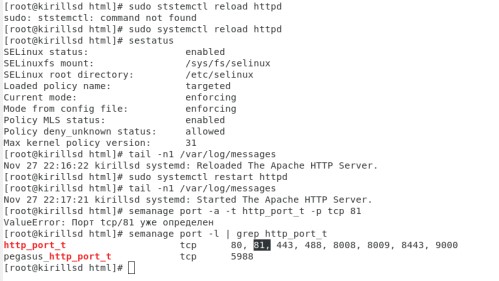 [root@kirillsd html]# sudo ststemctl reload httpd
sudo: ststemctl: command not found
[root@kirillsd html]# sudo systemctl reload httpd
[root@kirillsd html]# sestatus
SELinux status:                 enabled
SELinuxfs mount:                /sys/fs/selinux
SELinux root directory:         /etc/selinux
Loaded policy name:             targeted
Current mode:                   enforcing
Mode from config file:          enforcing
Policy MLS status:              enabled
Policy deny_unknown status:     allowed
Max kernel policy version:      31
[root@kirillsd html]# tail -n1 /var/log/messages
Nov 27 22:16:22 kirillsd systemd: Reloaded The Apache HTTP Server.
[root@kirillsd html]# sudo systemctl restart httpd
[root@kirillsd html]# tail -n1 /var/log/messages
Nov 27 22:17:21 kirillsd systemd: Started The Apache HTTP Server.
[root@kirillsd html]# semanage port -a -t http_port_t -p tcp 81
ValueError: Порт tcp/81 уже определен
[root@kirillsd html]# semanage port -l | grep http_port_t
http_port_t                    tcp      80, 81, 443, 488, 8008, 8009, 8443, 9000
pegasus_http_port_t            tcp      5988
[root@kirillsd html]#